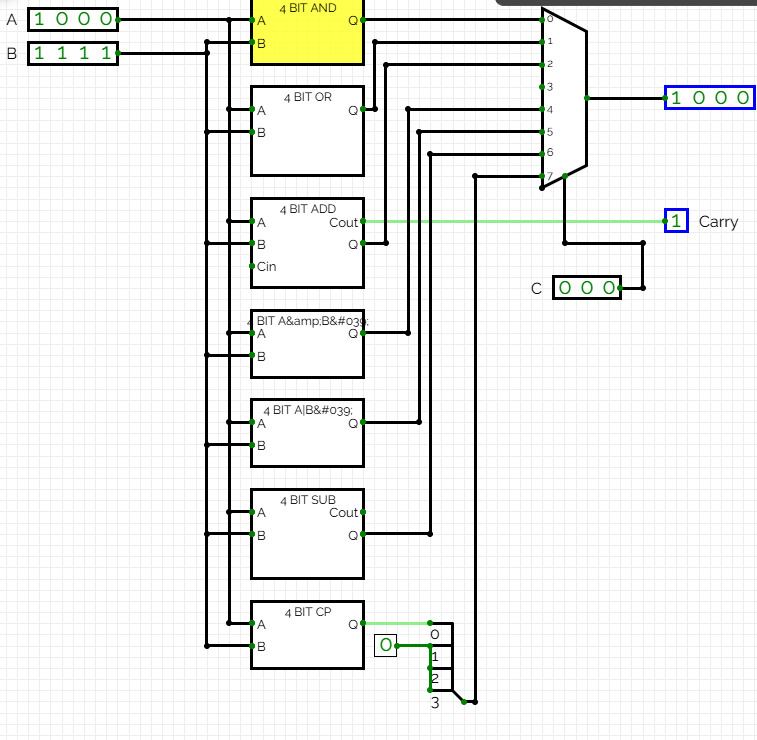 A 1 0 0 0
B 1 1 1 1
4 BIT AND
A Q
B
4 BIT OR
A Q
B
4 BIT ADD
A Cout
B Q
Cin
4 BIT A&amp;B&#039;
A Q
B
4 BIT A|B&#039;
A Q
B
4 BIT SUB
A Cout
B Q
4 BIT CP
A Q
B
0
0
1
2
3
0
1
2
3
4
5
6
7
1 0 0 0
1 Carry
C 0 0 0